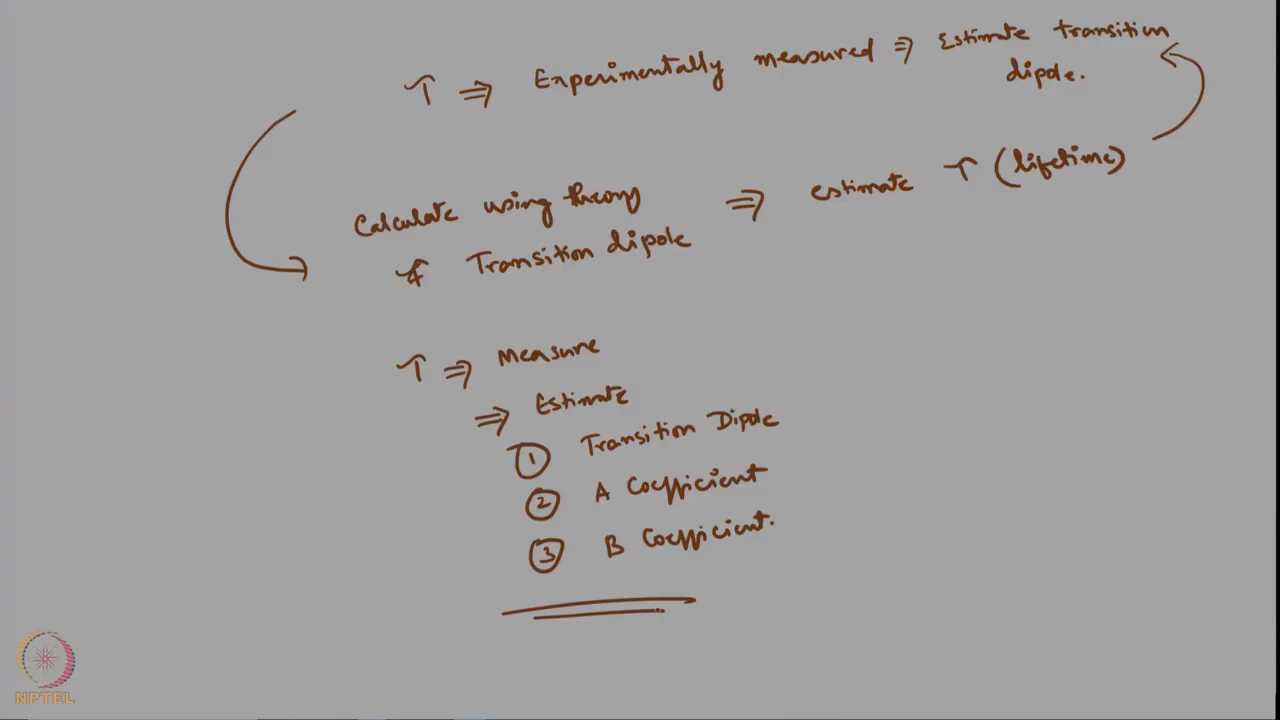 τ ⇒ Experimentally measured ⇒ Estimate transition
dipole.
Calculate using theory
Transition dipole ⇒ estimate τ (lifetime)
τ ⇒ Measure
⇒ Estimate
① Transition Dipole
② A Coefficient
③ B Coefficient.
NPTEL